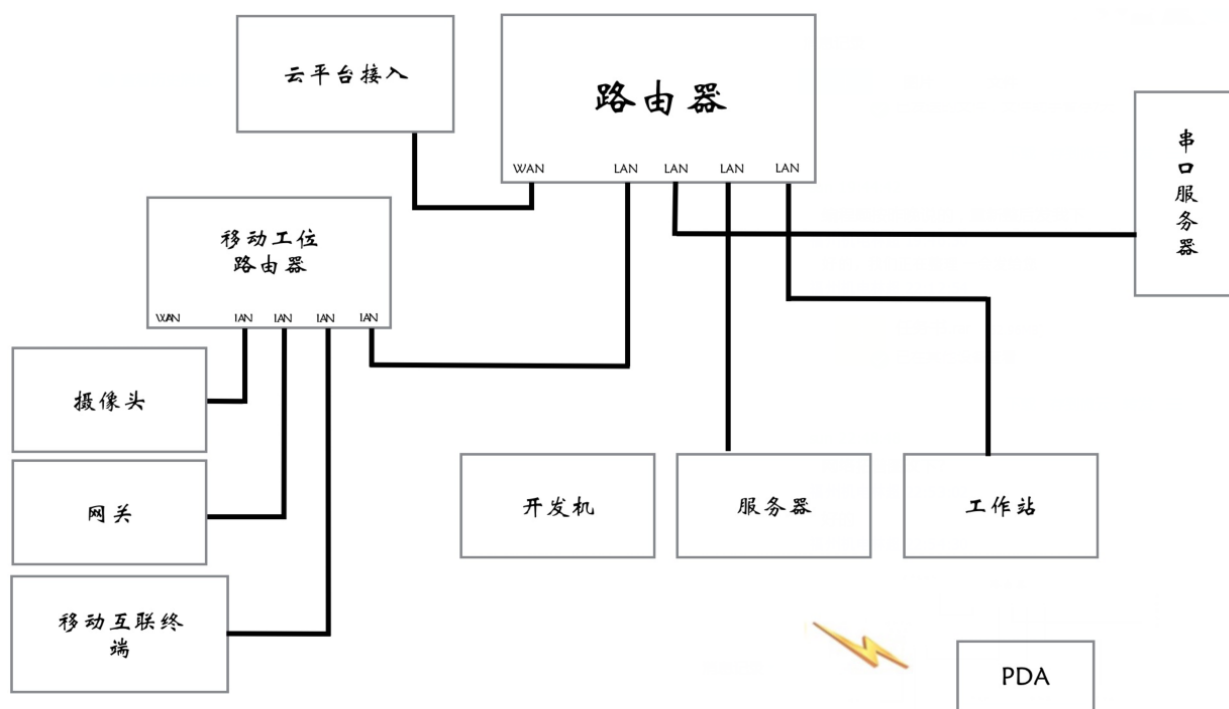 云平台接入
路由器
WAN
LAN
LAN
LAN
LAN
串
口
服
务
器
移动工位
路由器
WAN
LAN
LAN
LAN
LAN
摄像头
网关
移动互联终
端
开发机
服务器
工作站
PDA